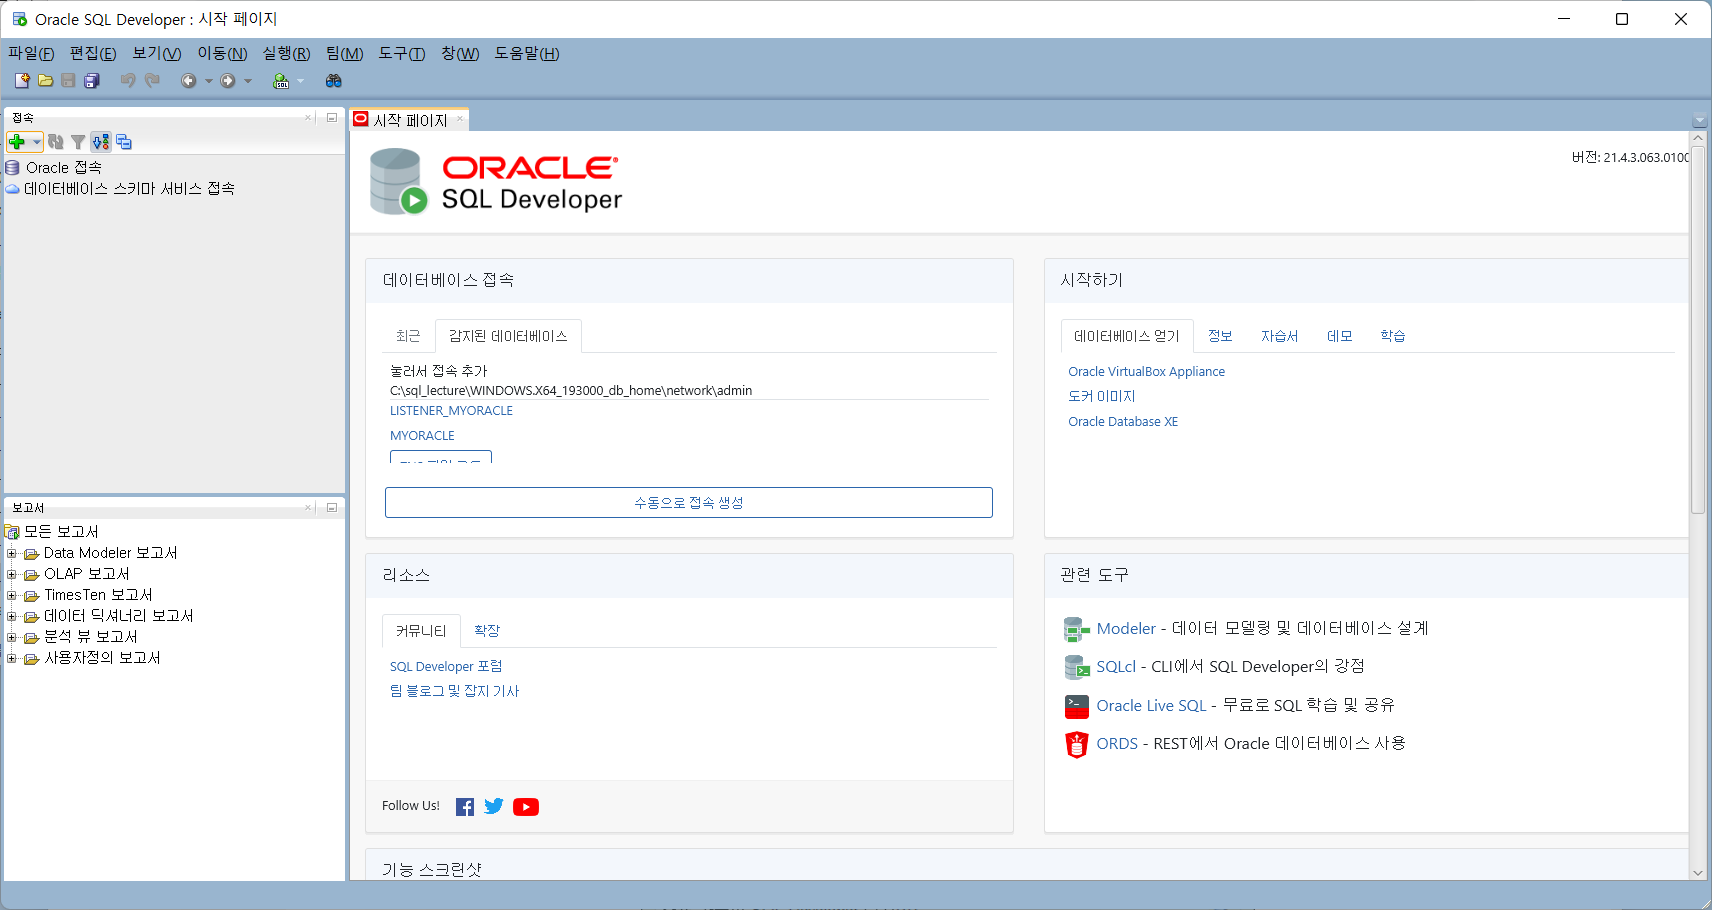 Oracle SQL Developer : 시작 페이지
파일(F) 편집(E) 보기(V) 이동(N) 실행(R) 팀(M) 도구(T) 창(W) 도움말(H)
접속
Oracle 접속
데이터베이스 스키마 서비스 접속
보고서
모든 보고서
Data Modeler 보고서
OLAP 보고서
TimesTen 보고서
데이터 딕셔너리 보고서
분석 뷰 보고서
사용자정의 보고서
시작 페이지
ORACLE
SQL Developer
버전: 21.4.3.063.0100
데이터베이스 접속
최근 감지된 데이터베이스
눌러서 접속 추가
C:\sql_lecture\WINDOWS.X64_193000_db_home\network\admin
LISTENER_MYORACLE
MYORACLE
수동으로 접속 생성
시작하기
데이터베이스 얻기 정보 자습서 데모 학습
Oracle VirtualBox Appliance
도커 이미지
Oracle Database XE
리소스
커뮤니티 확장
SQL Developer 포럼
팀 블로그 및 잡지 기사
Follow Us!
관련 도구
Modeler - 데이터 모델링 및 데이터베이스 설계
SQLcl - CLI에서 SQL Developer의 강점
Oracle Live SQL - 무료로 SQL 학습 및 공유
ORDS - REST에서 Oracle 데이터베이스 사용
기능 스크린샷